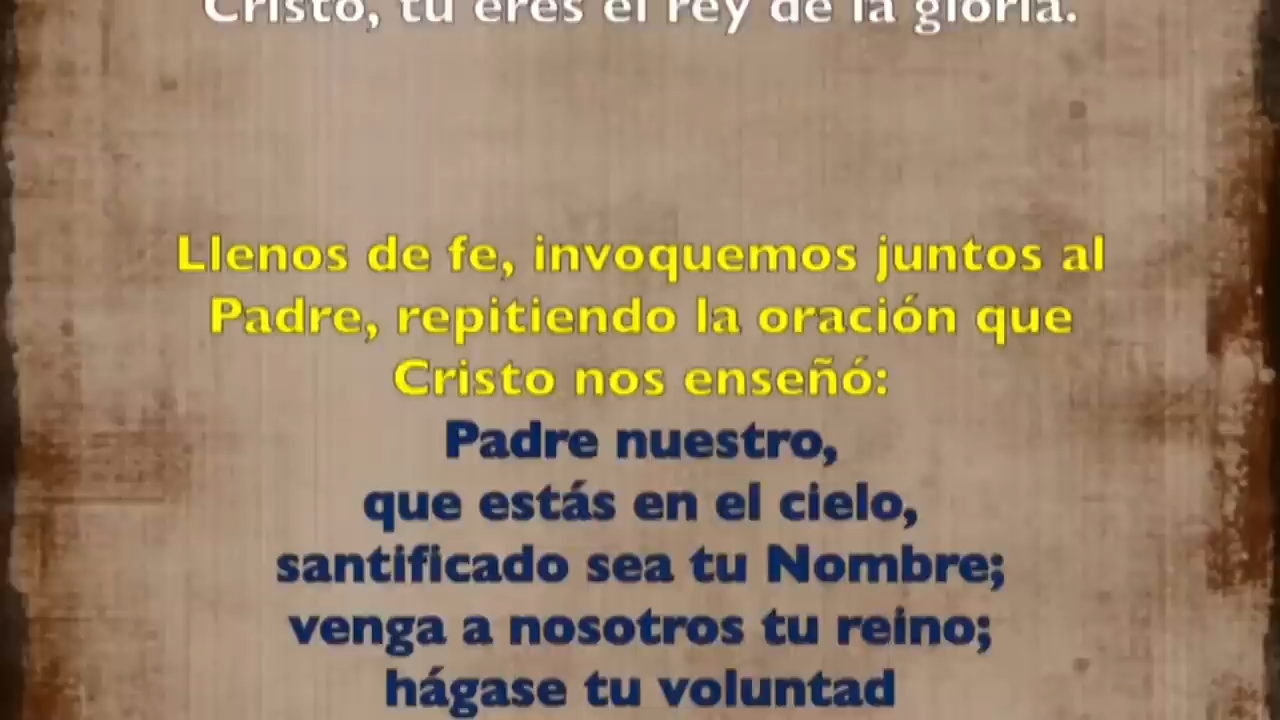 Cristo, tú eres el rey de la gloria.
Llenos de fe, invoquemos juntos al
Padre, repitiendo la oración que
Cristo nos enseñó:
Padre nuestro,
que estás en el cielo,
santificado sea tu Nombre;
venga a nosotros tu reino;
hágase tu voluntad